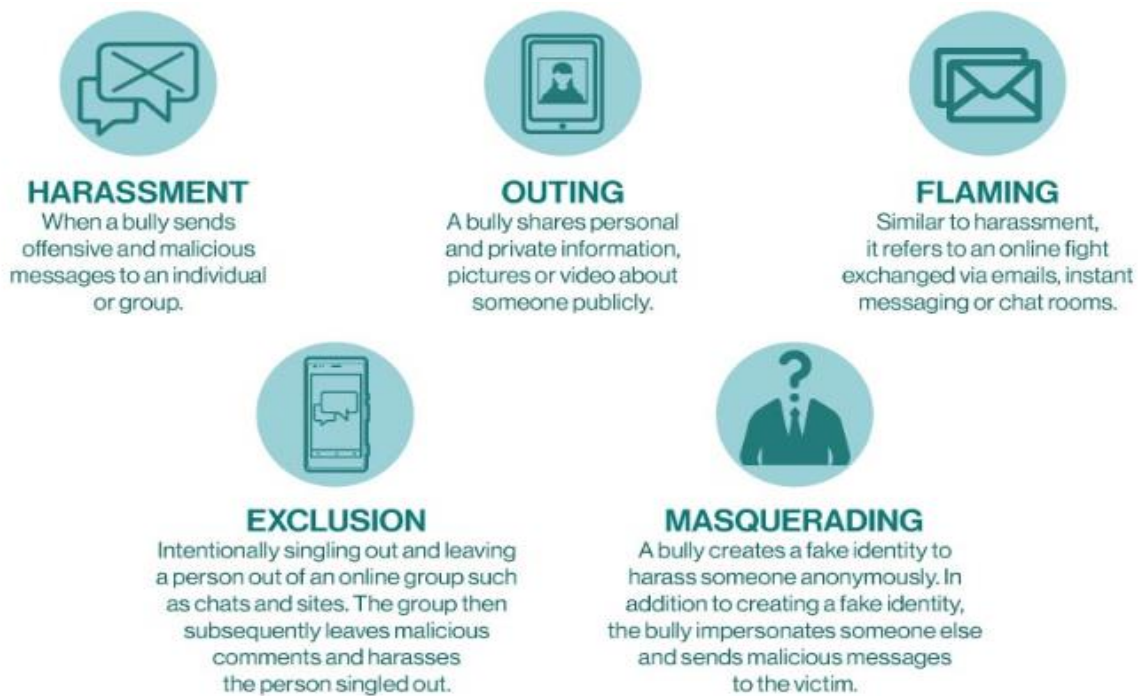 HARASSMENT
When a bully sends
offensive and malicious
messages to an individual
or group.
OUTING
A bully shares personal
and private information,
pictures or video about
someone publicly.
FLAMING
Similar to harassment,
it refers to an online fight
exchanged via emails, instant
messaging or chat rooms.
EXCLUSION
Intentionally singling out and leaving
a person out of an online group such
as chats and sites. The group then
subsequently leaves malicious
comments and harasses
the person singled out.
?
MASQUERADING
A bully creates a fake identity to
harass someone anonymously. In
addition to creating a fake identity,
the bully impersonates someone else
and sends malicious messages
to the victim.